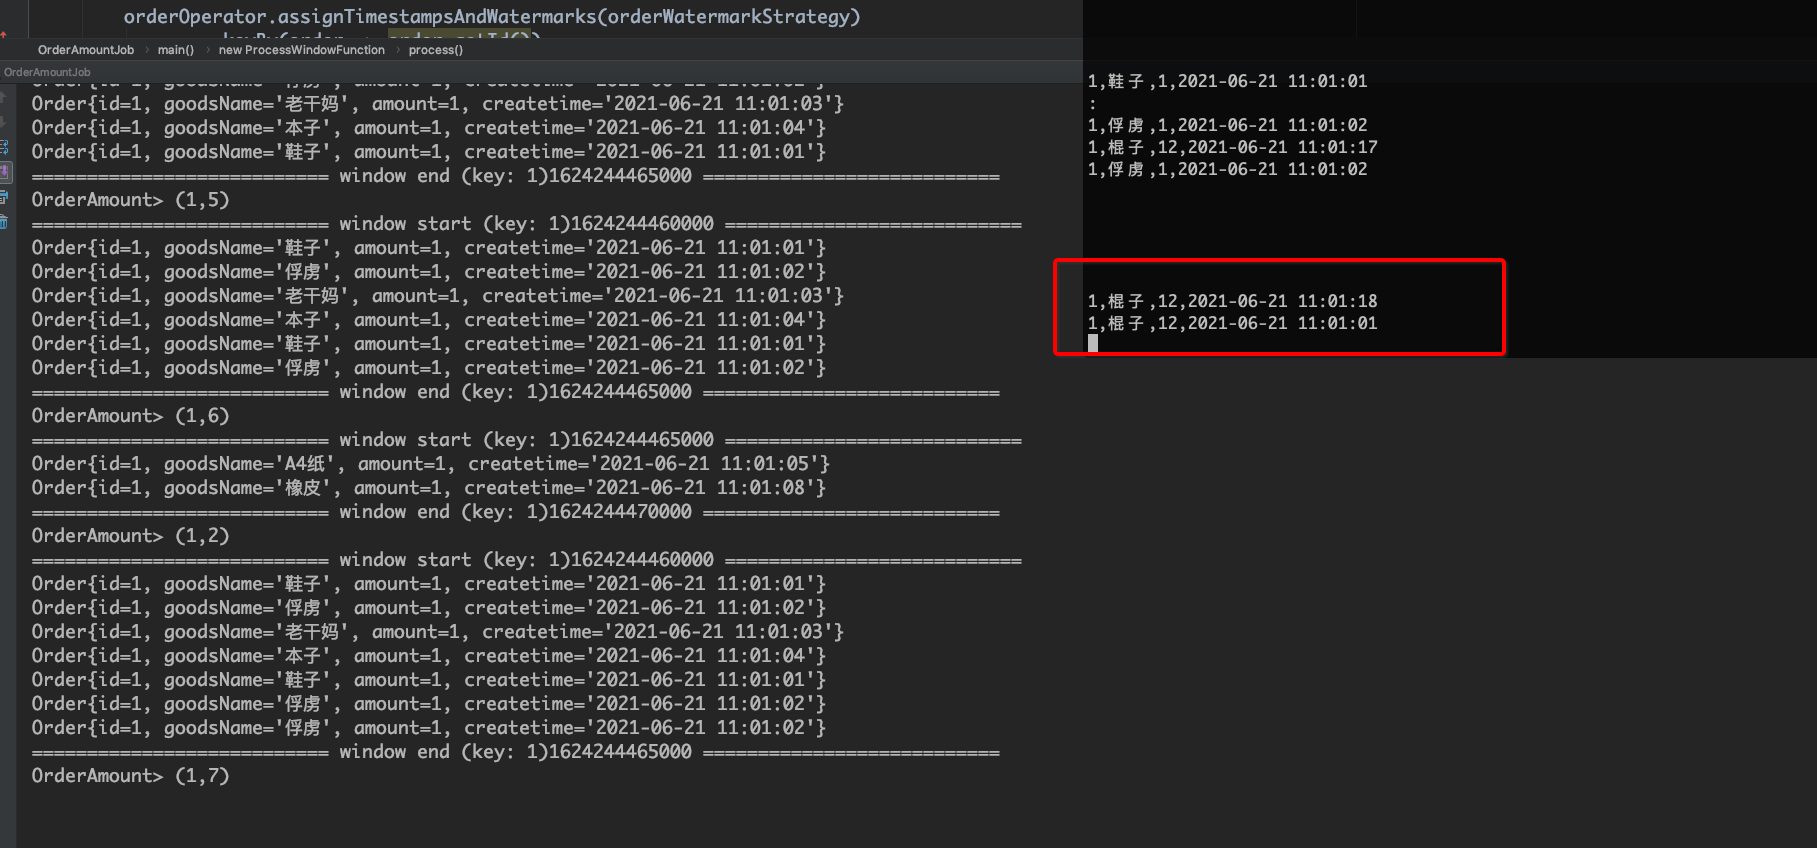 orderOperator.assignTimestampsAndWatermarks(orderWatermarkStrategy)
OrderAmountJob › main() › new ProcessWindowFunction › process()
OrderAmountJob
Order{id=1, goodsName='老干妈', amount=1, createtime='2021-06-21 11:01:03'}
Order{id=1, goodsName='本子', amount=1, createtime='2021-06-21 11:01:04'}
Order{id=1, goodsName='鞋子', amount=1, createtime='2021-06-21 11:01:01'}
=========================== window end (key: 1)1624244465000 ===========================
OrderAmount> (1,5)
=========================== window start (key: 1)1624244460000 ===========================
Order{id=1, goodsName='鞋子', amount=1, createtime='2021-06-21 11:01:01'}
Order{id=1, goodsName='俘虏', amount=1, createtime='2021-06-21 11:01:02'}
Order{id=1, goodsName='老干妈', amount=1, createtime='2021-06-21 11:01:03'}
Order{id=1, goodsName='本子', amount=1, createtime='2021-06-21 11:01:04'}
Order{id=1, goodsName='鞋子', amount=1, createtime='2021-06-21 11:01:01'}
Order{id=1, goodsName='俘虏', amount=1, createtime='2021-06-21 11:01:02'}
=========================== window end (key: 1)1624244465000 ===========================
OrderAmount> (1,6)
=========================== window start (key: 1)1624244465000 ===========================
Order{id=1, goodsName='A4纸', amount=1, createtime='2021-06-21 11:01:05'}
Order{id=1, goodsName='橡皮', amount=1, createtime='2021-06-21 11:01:08'}
=========================== window end (key: 1)1624244470000 ===========================
OrderAmount> (1,2)
=========================== window start (key: 1)1624244460000 ===========================
Order{id=1, goodsName='鞋子', amount=1, createtime='2021-06-21 11:01:01'}
Order{id=1, goodsName='俘虏', amount=1, createtime='2021-06-21 11:01:02'}
Order{id=1, goodsName='老干妈', amount=1, createtime='2021-06-21 11:01:03'}
Order{id=1, goodsName='本子', amount=1, createtime='2021-06-21 11:01:04'}
Order{id=1, goodsName='鞋子', amount=1, createtime='2021-06-21 11:01:01'}
Order{id=1, goodsName='俘虏', amount=1, createtime='2021-06-21 11:01:02'}
Order{id=1, goodsName='俘虏', amount=1, createtime='2021-06-21 11:01:02'}
=========================== window end (key: 1)1624244465000 ===========================
OrderAmount> (1,7)
1,鞋子,1,2021-06-21 11:01:01
:
1,俘虏,1,2021-06-21 11:01:02
1,棍子,12,2021-06-21 11:01:17
1,俘虏,1,2021-06-21 11:01:02
1,棍子,12,2021-06-21 11:01:18
1,棍子,12,2021-06-21 11:01:01